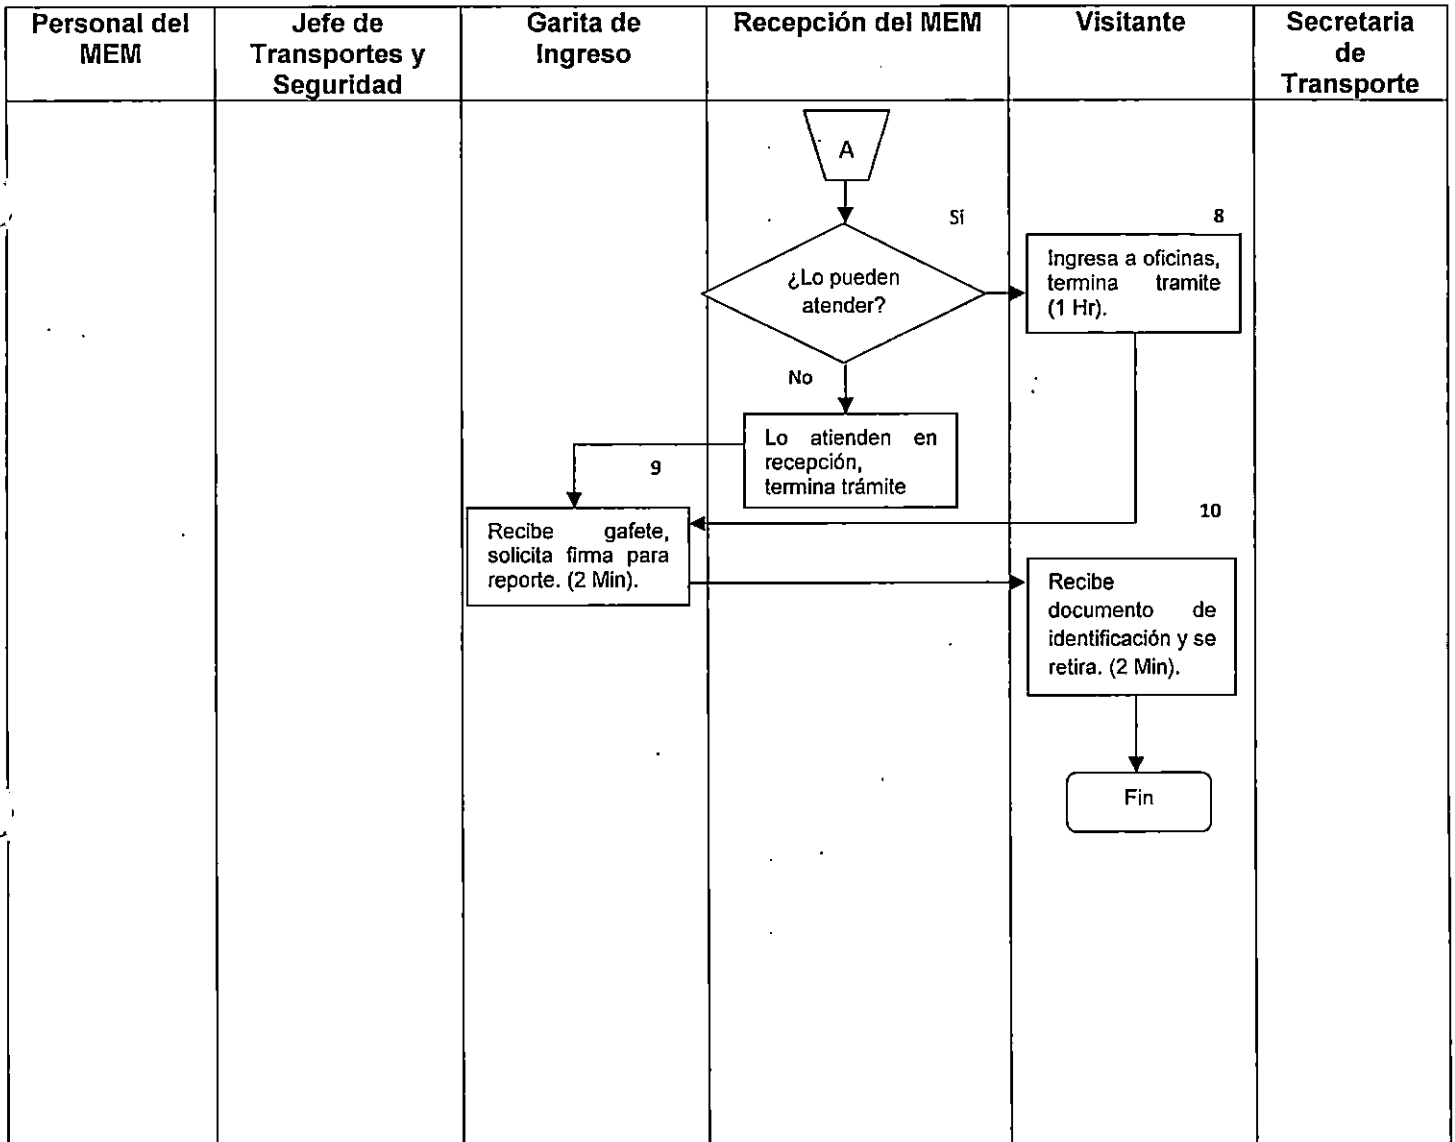 Personal del
MEM
Jefe de
Transportes y
Seguridad
Garita de
Ingreso
Recepción del MEM
Visitante
Secretaria
de
Transporte
A
Sí
8
¿Lo pueden
atender?
Ingresa a oficinas,
termina tramite
(1 Hr).
No
Lo atienden en
recepción,
termina trámite
9
10
Recibe gafete,
solicita firma para
reporte. (2 Min).
Recibe
documento de
identificación y se
retira. (2 Min).
Fin